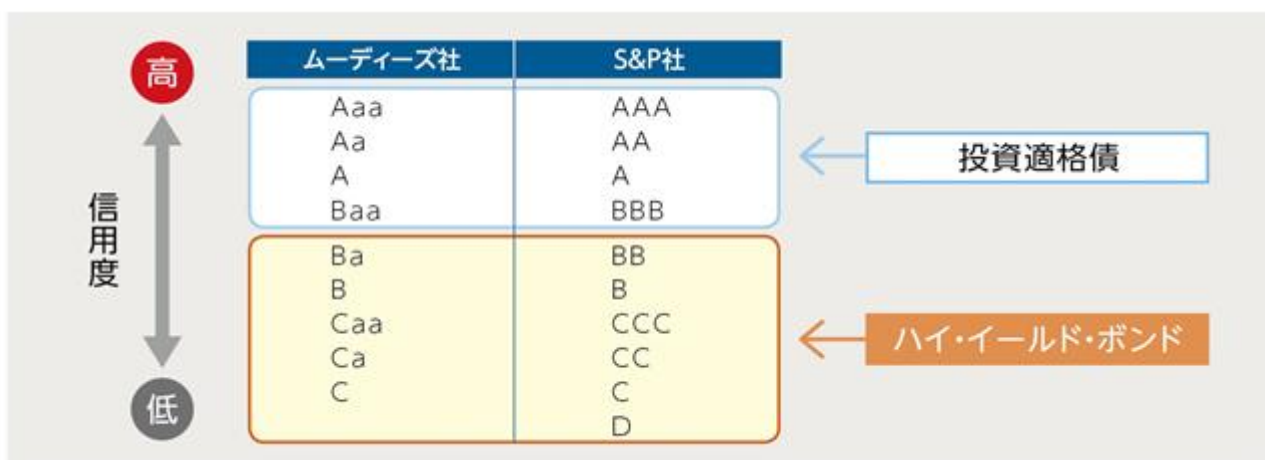 高
信用度
低
ムーディーズ社 S&P社
Aaa AAA
Aa AA
A A
Baa BBB
Ba BB
B B
Caa CCC
Ca CC
C C
D
投資適格債
ハイ・イールド・ボンド